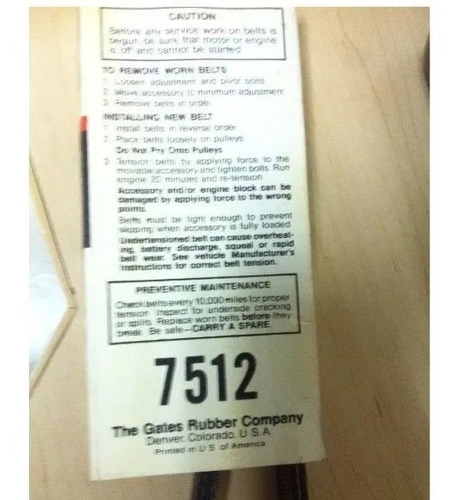 CAUTION
Before any service work on belts is
begun, be sure that motor or engine
is off and cannot be started
TO REMOVE WORN BELTS
1 Loosen adjustment and pivot bolts
2 Move accessory to minimum adjustment
3 Remove belts in order
INSTALLING NEW BELT
1 Install belts in reverse order
2 Place belts loosely on pulleys
Do Not Pry Onto Pulleys
3 Tension belts by applying force to the
movable accessory and tighten bolts. Run
engine 20 minutes and re-tension
Accessory and/or engine block can be
damaged by applying force to the wrong
points.
Belts must be tight enough to prevent
slipping when accessory is fully loaded
Undertensioned belt can cause overheat-
ing, battery discharge, squeal or rapid
belt wear. See vehicle Manufacturer's
Instructions for correct belt tension.
PREVENTIVE MAINTENANCE
Check belts every 10,000 miles for proper
tension. Inspect for underside cracking
or splits. Replace worn belts before they
break. Be safe—CARRY A SPARE.
7512
The Gates Rubber Company
Denver, Colorado, U.S.A.
Printed in U.S. of America